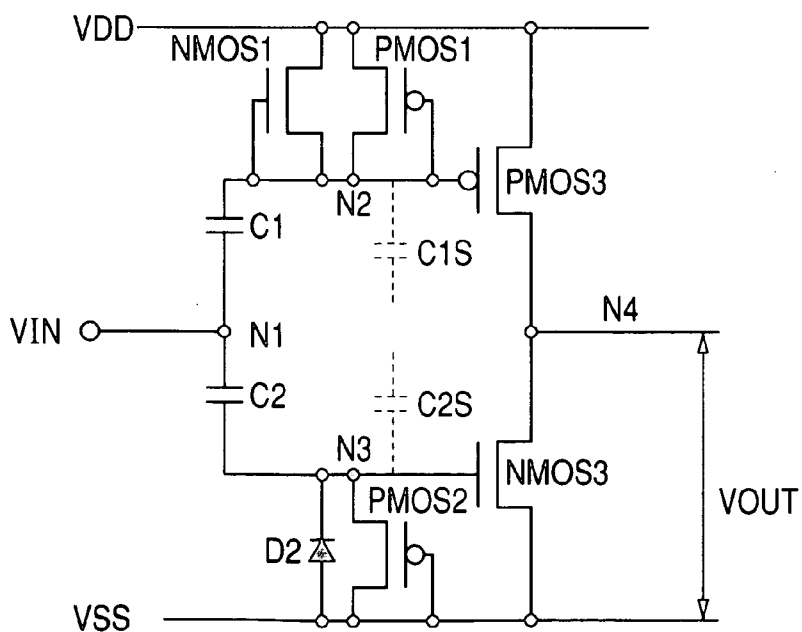 VDD
NMOS1
PMOS1
PMOS3
N2
C1
C1S
VIN
N1
N4
C2
C2S
N3
NMOS3
PMOS2
VOUT
D2
VSS